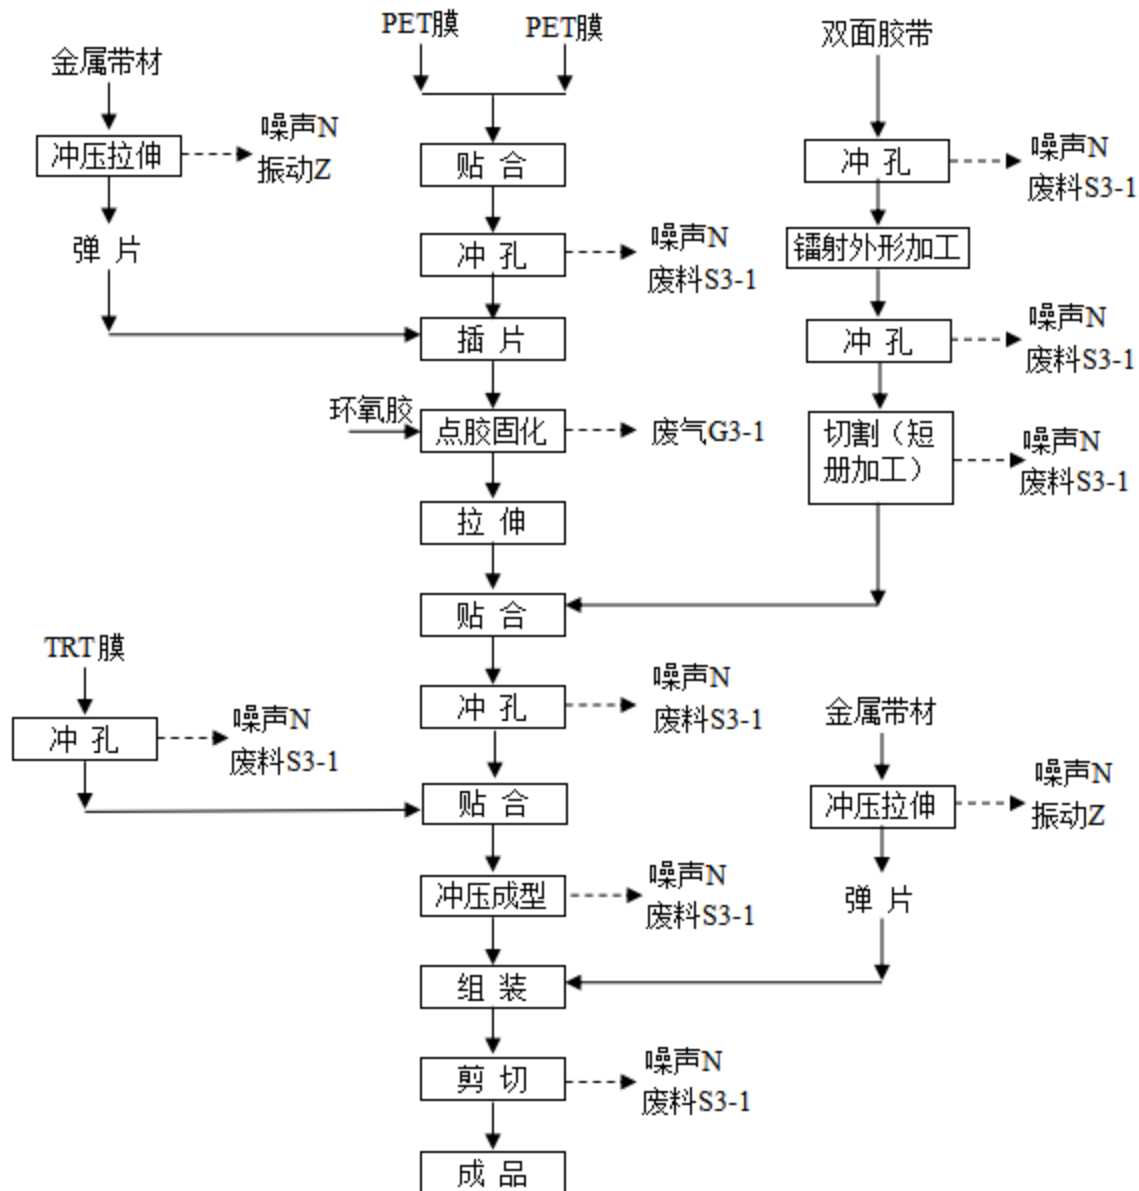 PET膜
PET膜
双面胶带
金属带材
噪声N
振动Z
冲压拉伸
贴 合
冲 孔
噪声N
废料S3-1
弹 片
冲 孔
噪声N
废料S3-1
镭射外形加工
插 片
冲 孔
噪声N
废料S3-1
环氧胶
点胶固化
废气G3-1
切割（短
册加工）
噪声N
废料S3-1
拉 伸
贴 合
TRT膜
冲 孔
噪声N
废料S3-1
冲 孔
噪声N
废料S3-1
金属带材
贴 合
冲压拉伸
噪声N
振动Z
冲压成型
噪声N
废料S3-1
弹 片
组 装
剪 切
噪声N
废料S3-1
成 品